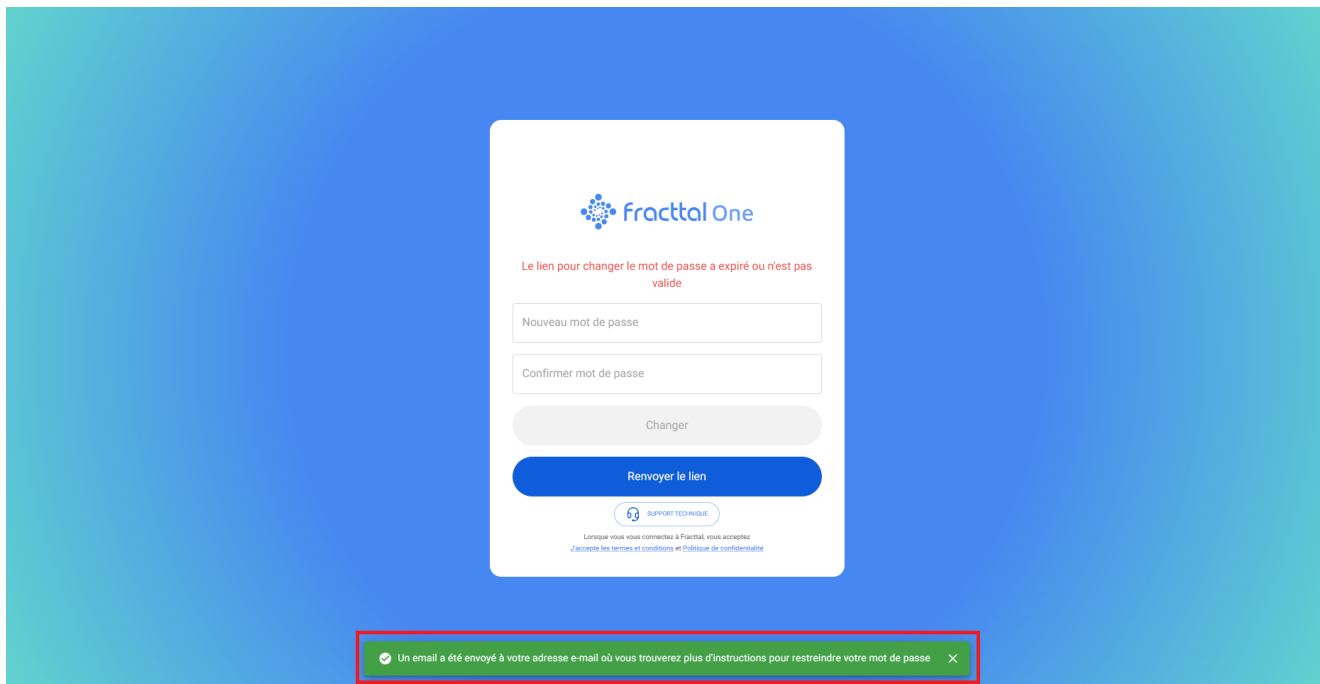 fracttal One
Le lien pour changer le mot de passe a expiré ou n'est pas
valide
Nouveau mot de passe
Confirmer mot de passe
Changer
Renvoyer le lien
SUPPORT TECHNIQUE
Lorsque vous vous connectez à Fracttal, vous acceptez
J'accepte les termes et conditions et Politique de confidentialité
Un email a été envoyé à votre adresse e-mail où vous trouverez plus d'instructions pour restreindre votre mot de passe